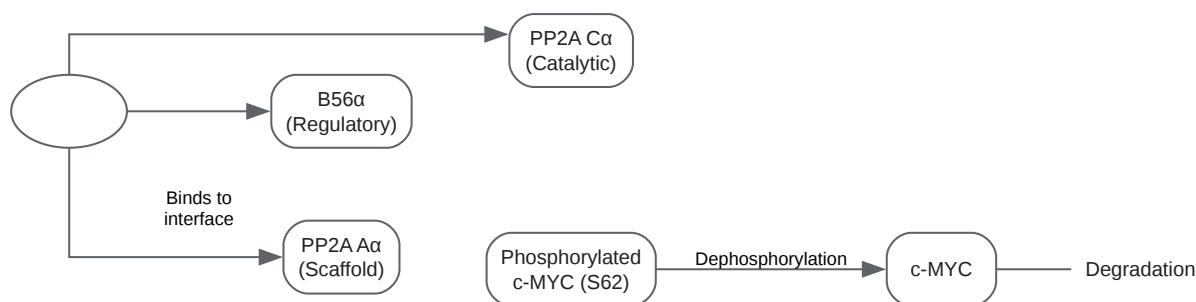 PP2A Cα
(Catalytic)
B56α
(Regulatory)
Binds to
interface
PP2A Aα
(Scaffold)
Phosphorylated
c-MYC (S62)
Dephosphorylation
c-MYC
Degradation